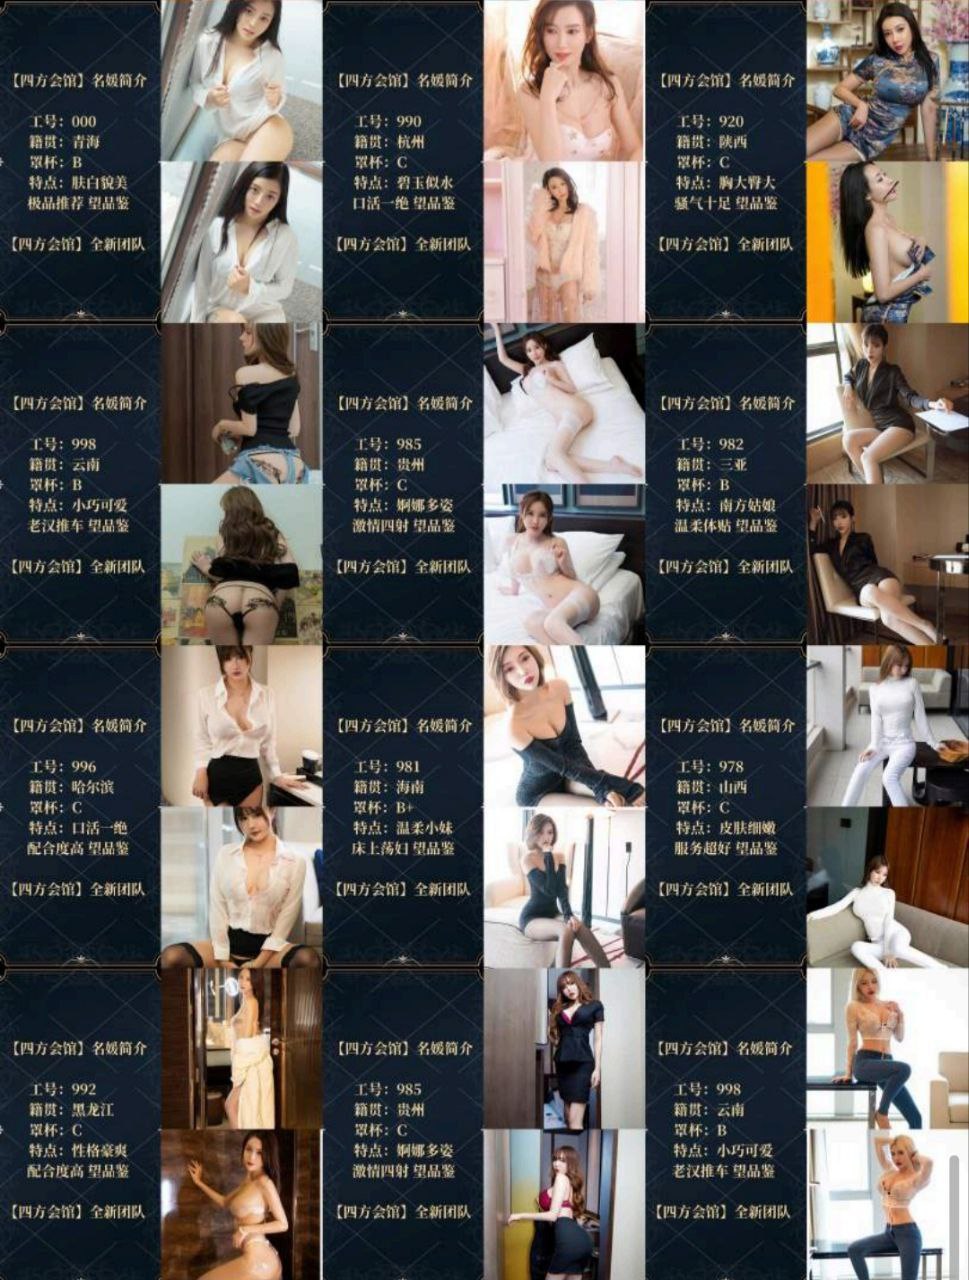 【四方会馆】名媛简介
工号：000
籍贯：青海
罩杯：B
特点：肤白貌美
极品推荐 望品鉴
【四方会馆】全新团队
【四方会馆】名媛简介
工号：990
籍贯：杭州
罩杯：C
特点：碧玉似水
口活一绝 望品鉴
【四方会馆】全新团队
【四方会馆】名媛简介
工号：920
籍贯：陕西
罩杯：C
特点：胸大臀大
骚气十足 望品鉴
【四方会馆】全新团队
【四方会馆】名媛简介
工号：998
籍贯：云南
罩杯：B
特点：小巧可爱
老汉推车 望品鉴
【四方会馆】全新团队
【四方会馆】名媛简介
工号：985
籍贯：贵州
罩杯：C
特点：婀娜多姿
激情四射 望品鉴
【四方会馆】全新团队
【四方会馆】名媛简介
工号：982
籍贯：三亚
罩杯：B
特点：南方姑娘
温柔体贴 望品鉴
【四方会馆】全新团队
【四方会馆】名媛简介
工号：996
籍贯：哈尔滨
罩杯：C
特点：口活一绝
配合度高 望品鉴
【四方会馆】全新团队
【四方会馆】名媛简介
工号：981
籍贯：海南
罩杯：B+
特点：温柔小妹
床上荡妇 望品鉴
【四方会馆】全新团队
【四方会馆】名媛简介
工号：978
籍贯：山西
罩杯：C
特点：皮肤细嫩
服务超好 望品鉴
【四方会馆】全新团队
【四方会馆】名媛简介
工号：992
籍贯：黑龙江
罩杯：C
特点：性格豪爽
配合度高 望品鉴
【四方会馆】全新团队
【四方会馆】名媛简介
工号：985
籍贯：贵州
罩杯：C
特点：婀娜多姿
激情四射 望品鉴
【四方会馆】全新团队
【四方会馆】名媛简介
工号：998
籍贯：云南
罩杯：B
特点：小巧可爱
老汉推车 望品鉴
【四方会馆】全新团队